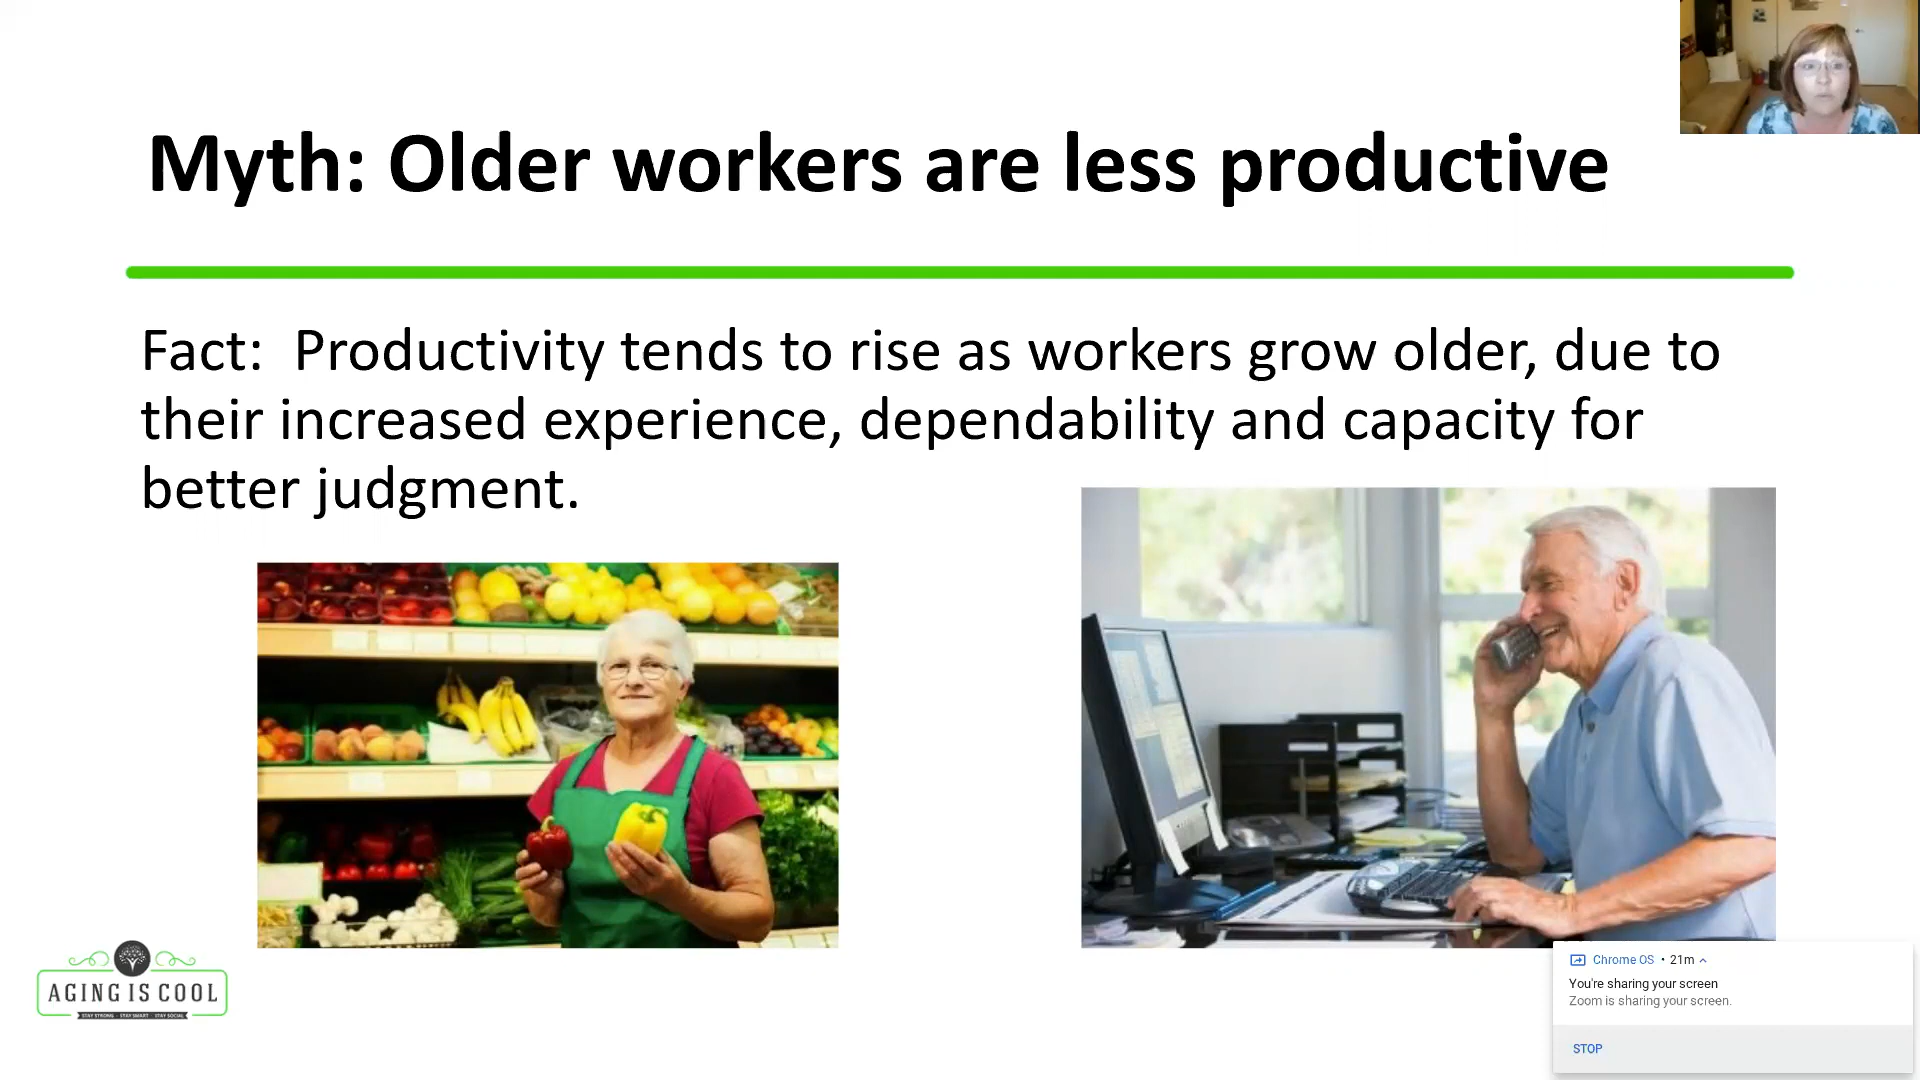 Myth: Older workers are less productive
Fact:  Productivity tends to rise as workers grow older, due to
their increased experience, dependability and capacity for
better judgment.
AGING IS COOL
STAY STRONG · STAY SMART · STAY SOCIAL
Chrome OS • 21m
You're sharing your screen
Zoom is sharing your screen.
STOP